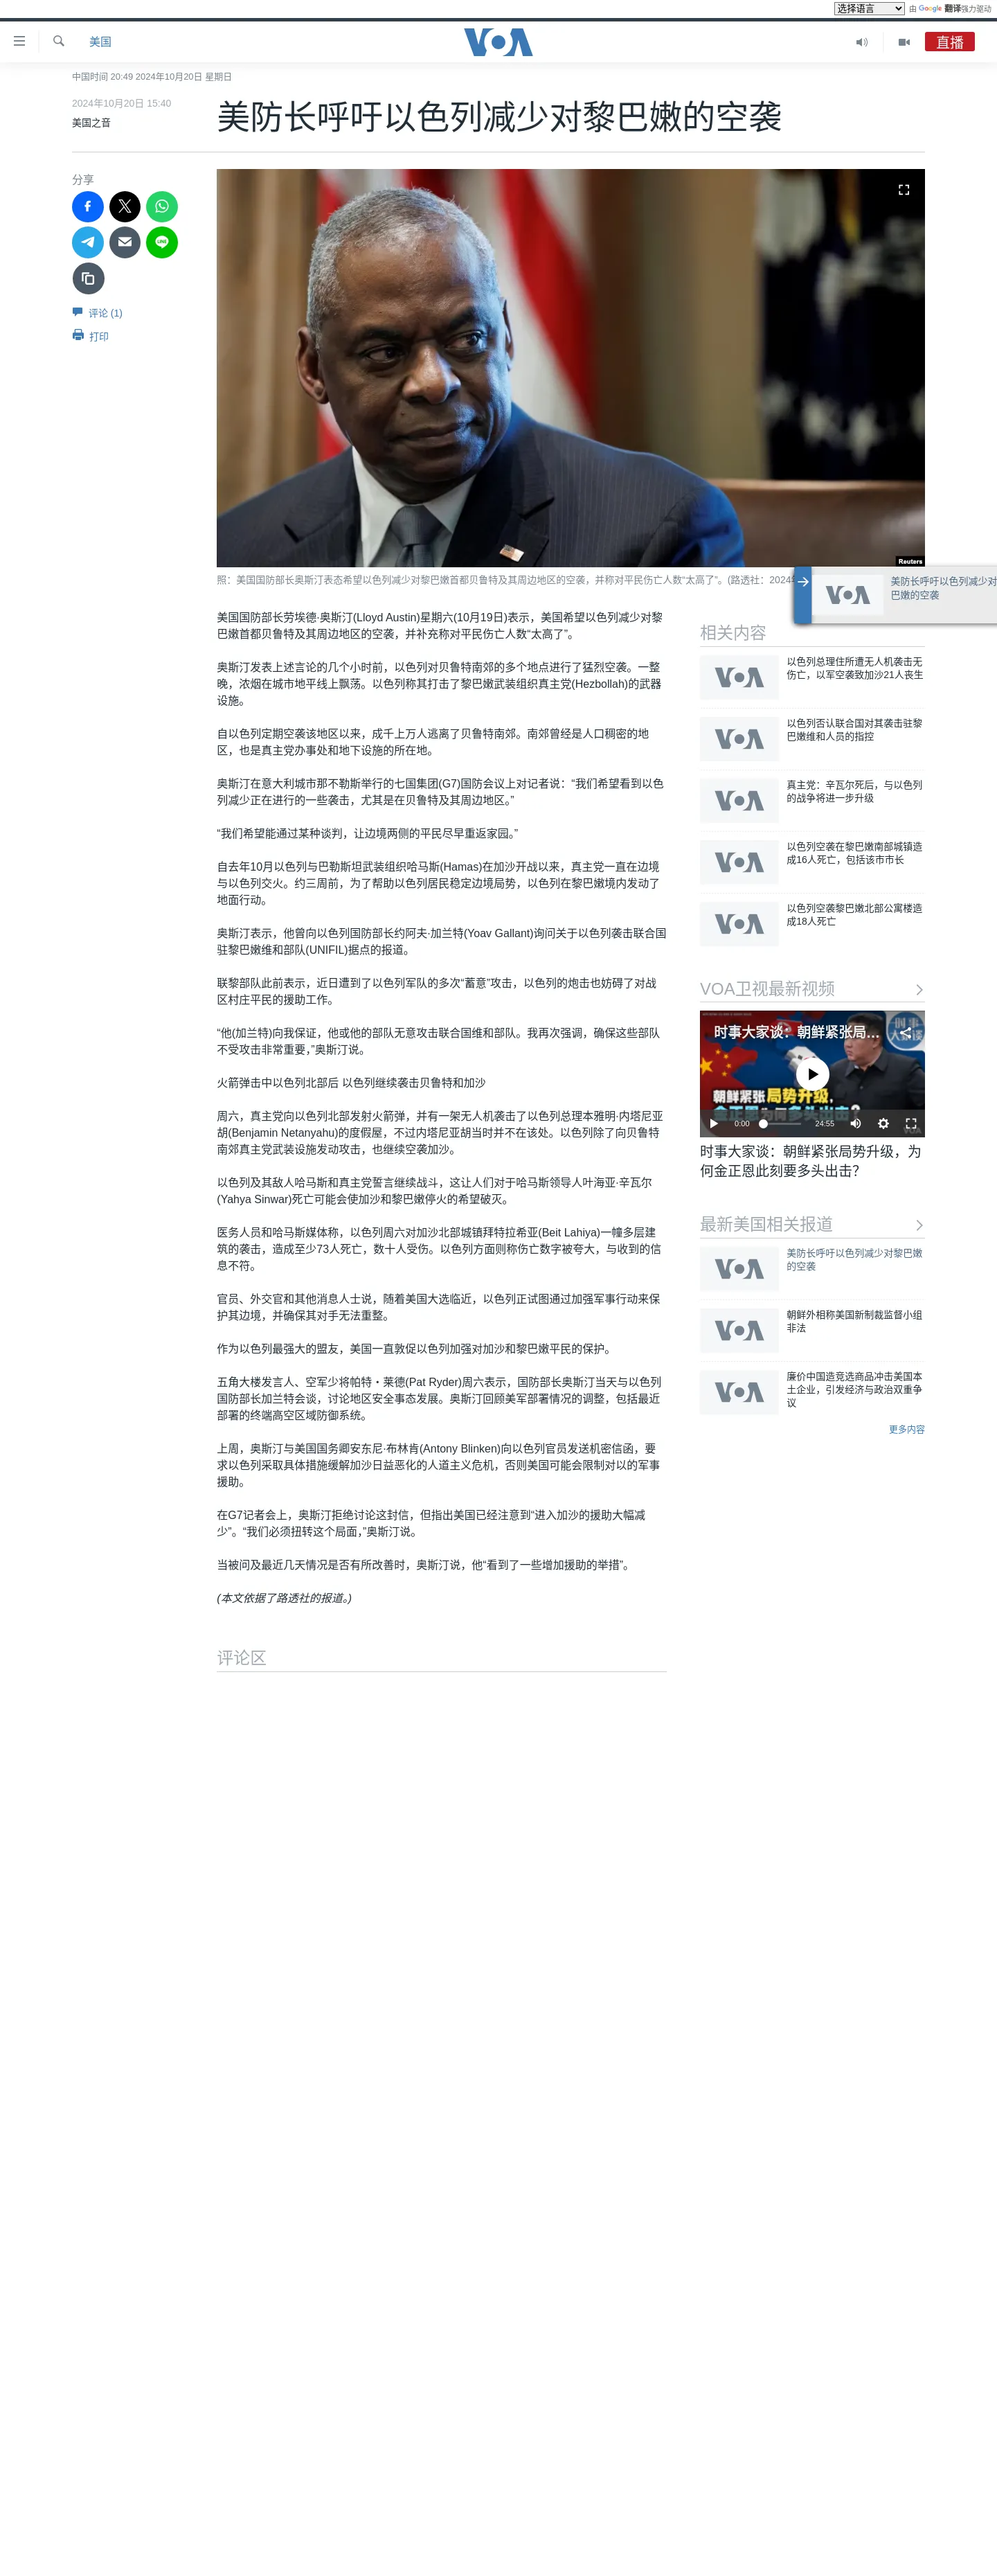 选择语言 由 Google 翻译强力驱动
美国
VOA
直播
中国时间 20:49 2024年10月20日 星期日
2024年10月20日 15:40
美国之音
美防长呼吁以色列减少对黎巴嫩的空袭
分享
评论 (1)
打印
Reuters
照：美国国防部长奥斯汀表态希望以色列减少对黎巴嫩首都贝鲁特及其周边地区的空袭，并称对平民伤亡人数“太高了”。(路透社：2024年
美防长呼吁以色列减少对
巴嫩的空袭
美国国防部长劳埃德·奥斯汀(Lloyd Austin)星期六(10月19日)表示，美国希望以色列减少对黎
巴嫩首都贝鲁特及其周边地区的空袭，并补充称对平民伤亡人数“太高了”。
奥斯汀发表上述言论的几个小时前，以色列对贝鲁特南郊的多个地点进行了猛烈空袭。一整
晚，浓烟在城市地平线上飘荡。以色列称其打击了黎巴嫩武装组织真主党(Hezbollah)的武器
设施。
自以色列定期空袭该地区以来，成千上万人逃离了贝鲁特南郊。南郊曾经是人口稠密的地
区，也是真主党办事处和地下设施的所在地。
奥斯汀在意大利城市那不勒斯举行的七国集团(G7)国防会议上对记者说：“我们希望看到以色
列减少正在进行的一些袭击，尤其是在贝鲁特及其周边地区。”
“我们希望能通过某种谈判，让边境两侧的平民尽早重返家园。”
自去年10月以色列与巴勒斯坦武装组织哈马斯(Hamas)在加沙开战以来，真主党一直在边境
与以色列交火。约三周前，为了帮助以色列居民稳定边境局势，以色列在黎巴嫩境内发动了
地面行动。
奥斯汀表示，他曾向以色列国防部长约阿夫·加兰特(Yoav Gallant)询问关于以色列袭击联合国
驻黎巴嫩维和部队(UNIFIL)据点的报道。
联黎部队此前表示，近日遭到了以色列军队的多次“蓄意”攻击，以色列的炮击也妨碍了对战
区村庄平民的援助工作。
“他(加兰特)向我保证，他或他的部队无意攻击联合国维和部队。我再次强调，确保这些部队
不受攻击非常重要，”奥斯汀说。
火箭弹击中以色列北部后 以色列继续袭击贝鲁特和加沙
周六，真主党向以色列北部发射火箭弹，并有一架无人机袭击了以色列总理本雅明·内塔尼亚
胡(Benjamin Netanyahu)的度假屋，不过内塔尼亚胡当时并不在该处。以色列除了向贝鲁特
南郊真主党武装设施发动攻击，也继续空袭加沙。
以色列及其敌人哈马斯和真主党誓言继续战斗，这让人们对于哈马斯领导人叶海亚·辛瓦尔
(Yahya Sinwar)死亡可能会使加沙和黎巴嫩停火的希望破灭。
医务人员和哈马斯媒体称，以色列周六对加沙北部城镇拜特拉希亚(Beit Lahiya)一幢多层建
筑的袭击，造成至少73人死亡，数十人受伤。以色列方面则称伤亡数字被夸大，与收到的信
息不符。
官员、外交官和其他消息人士说，随着美国大选临近，以色列正试图通过加强军事行动来保
护其边境，并确保其对手无法重整。
作为以色列最强大的盟友，美国一直敦促以色列加强对加沙和黎巴嫩平民的保护。
五角大楼发言人、空军少将帕特・莱德(Pat Ryder)周六表示，国防部长奥斯汀当天与以色列
国防部长加兰特会谈，讨论地区安全事态发展。奥斯汀回顾美军部署情况的调整，包括最近
部署的终端高空区域防御系统。
上周，奥斯汀与美国国务卿安东尼·布林肯(Antony Blinken)向以色列官员发送机密信函，要
求以色列采取具体措施缓解加沙日益恶化的人道主义危机，否则美国可能会限制对以的军事
援助。
在G7记者会上，奥斯汀拒绝讨论这封信，但指出美国已经注意到“进入加沙的援助大幅减
少”。“我们必须扭转这个局面，”奥斯汀说。
当被问及最近几天情况是否有所改善时，奥斯汀说，他“看到了一些增加援助的举措”。
(本文依据了路透社的报道。)
评论区
相关内容
VOA
以色列总理住所遭无人机袭击无
伤亡，以军空袭致加沙21人丧生
VOA
以色列否认联合国对其袭击驻黎
巴嫩维和人员的指控
VOA
真主党：辛瓦尔死后，与以色列
的战争将进一步升级
VOA
以色列空袭在黎巴嫩南部城镇造
成16人死亡，包括该市市长
VOA
以色列空袭黎巴嫩北部公寓楼造
成18人死亡
VOA卫视最新视频
时事大家谈：朝鲜紧张局...
朝鲜紧张局势升级，
0:00 24:55
时事大家谈：朝鲜紧张局势升级，为
何金正恩此刻要多头出击？
最新美国相关报道
VOA
美防长呼吁以色列减少对黎巴嫩
的空袭
VOA
朝鲜外相称美国新制裁监督小组
非法
VOA
廉价中国造竞选商品冲击美国本
土企业，引发经济与政治双重争
议
更多内容